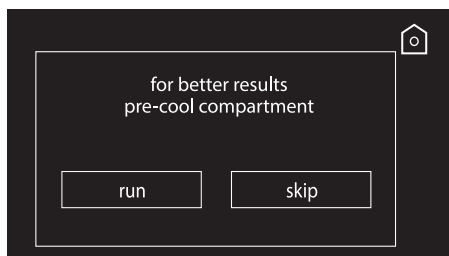 for better results
pre-cool compartment
run skip